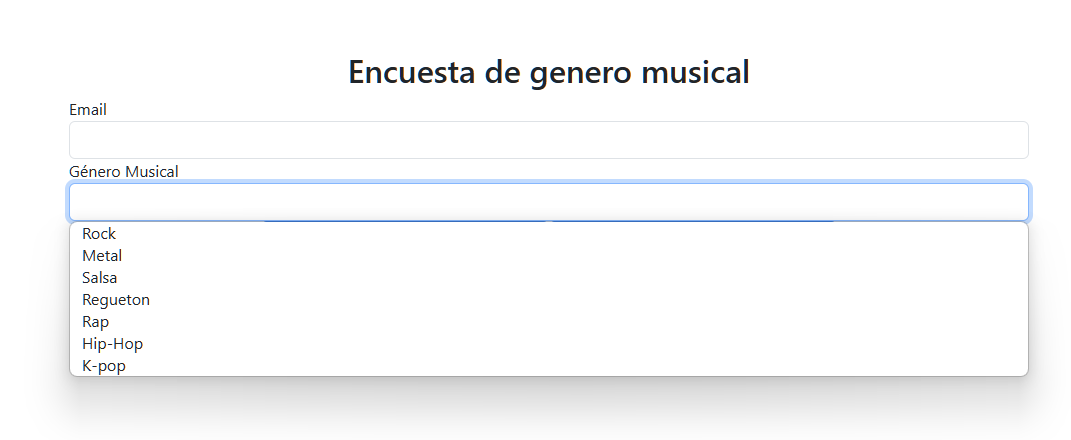 Encuesta de genero musical
Email
Género Musical
Rock
Metal
Salsa
Regueton
Rap
Hip-Hop
K-pop